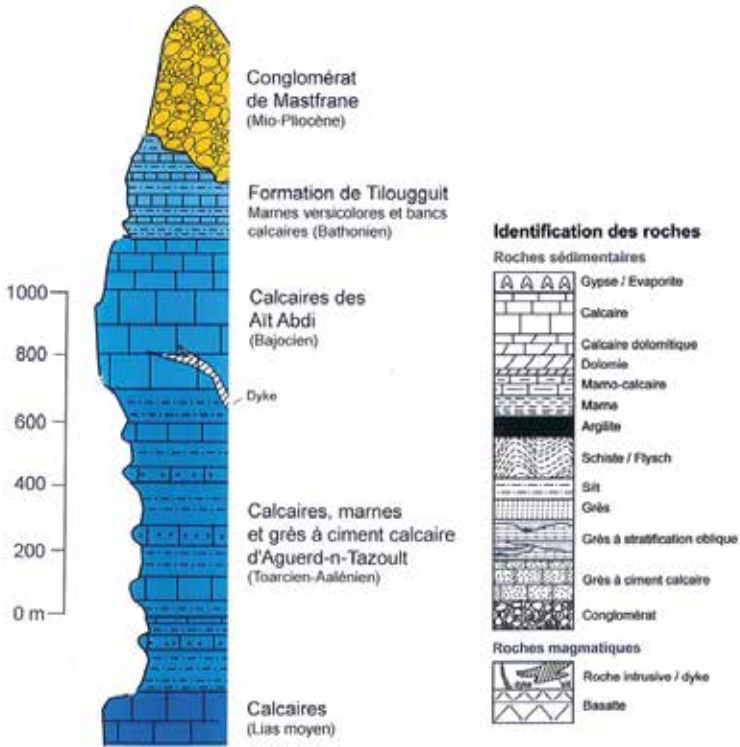 Conglomérat
de Mastfrane
(Mio-Pliocène)
Formation de Tilougguit
Marnes versicolores et bancs
calcaires (Bathonien)
Calcaires des
Aït Abdi
(Bajocien)
Dyke
Calcaires, marnes
et grès à ciment calcaire
d'Aguerd-n-Tazoult
(Toarcien-Aalénien)
Calcaires
(Lias moyen)
1000
800
600
400
200
0 m
Identification des roches
Roches sédimentaires
Gypse / Evaporite
Calcaire
Calcaire dolomitique
Dolomie
Marno-calcaire
Marne
Argilite
Schiste / Flysch
Silt
Grès
Grès à stratification oblique
Grès à ciment calcaire
Conglomérat
Roches magmatiques
dyke
sill
Roche intrusive / dyke
Basalte